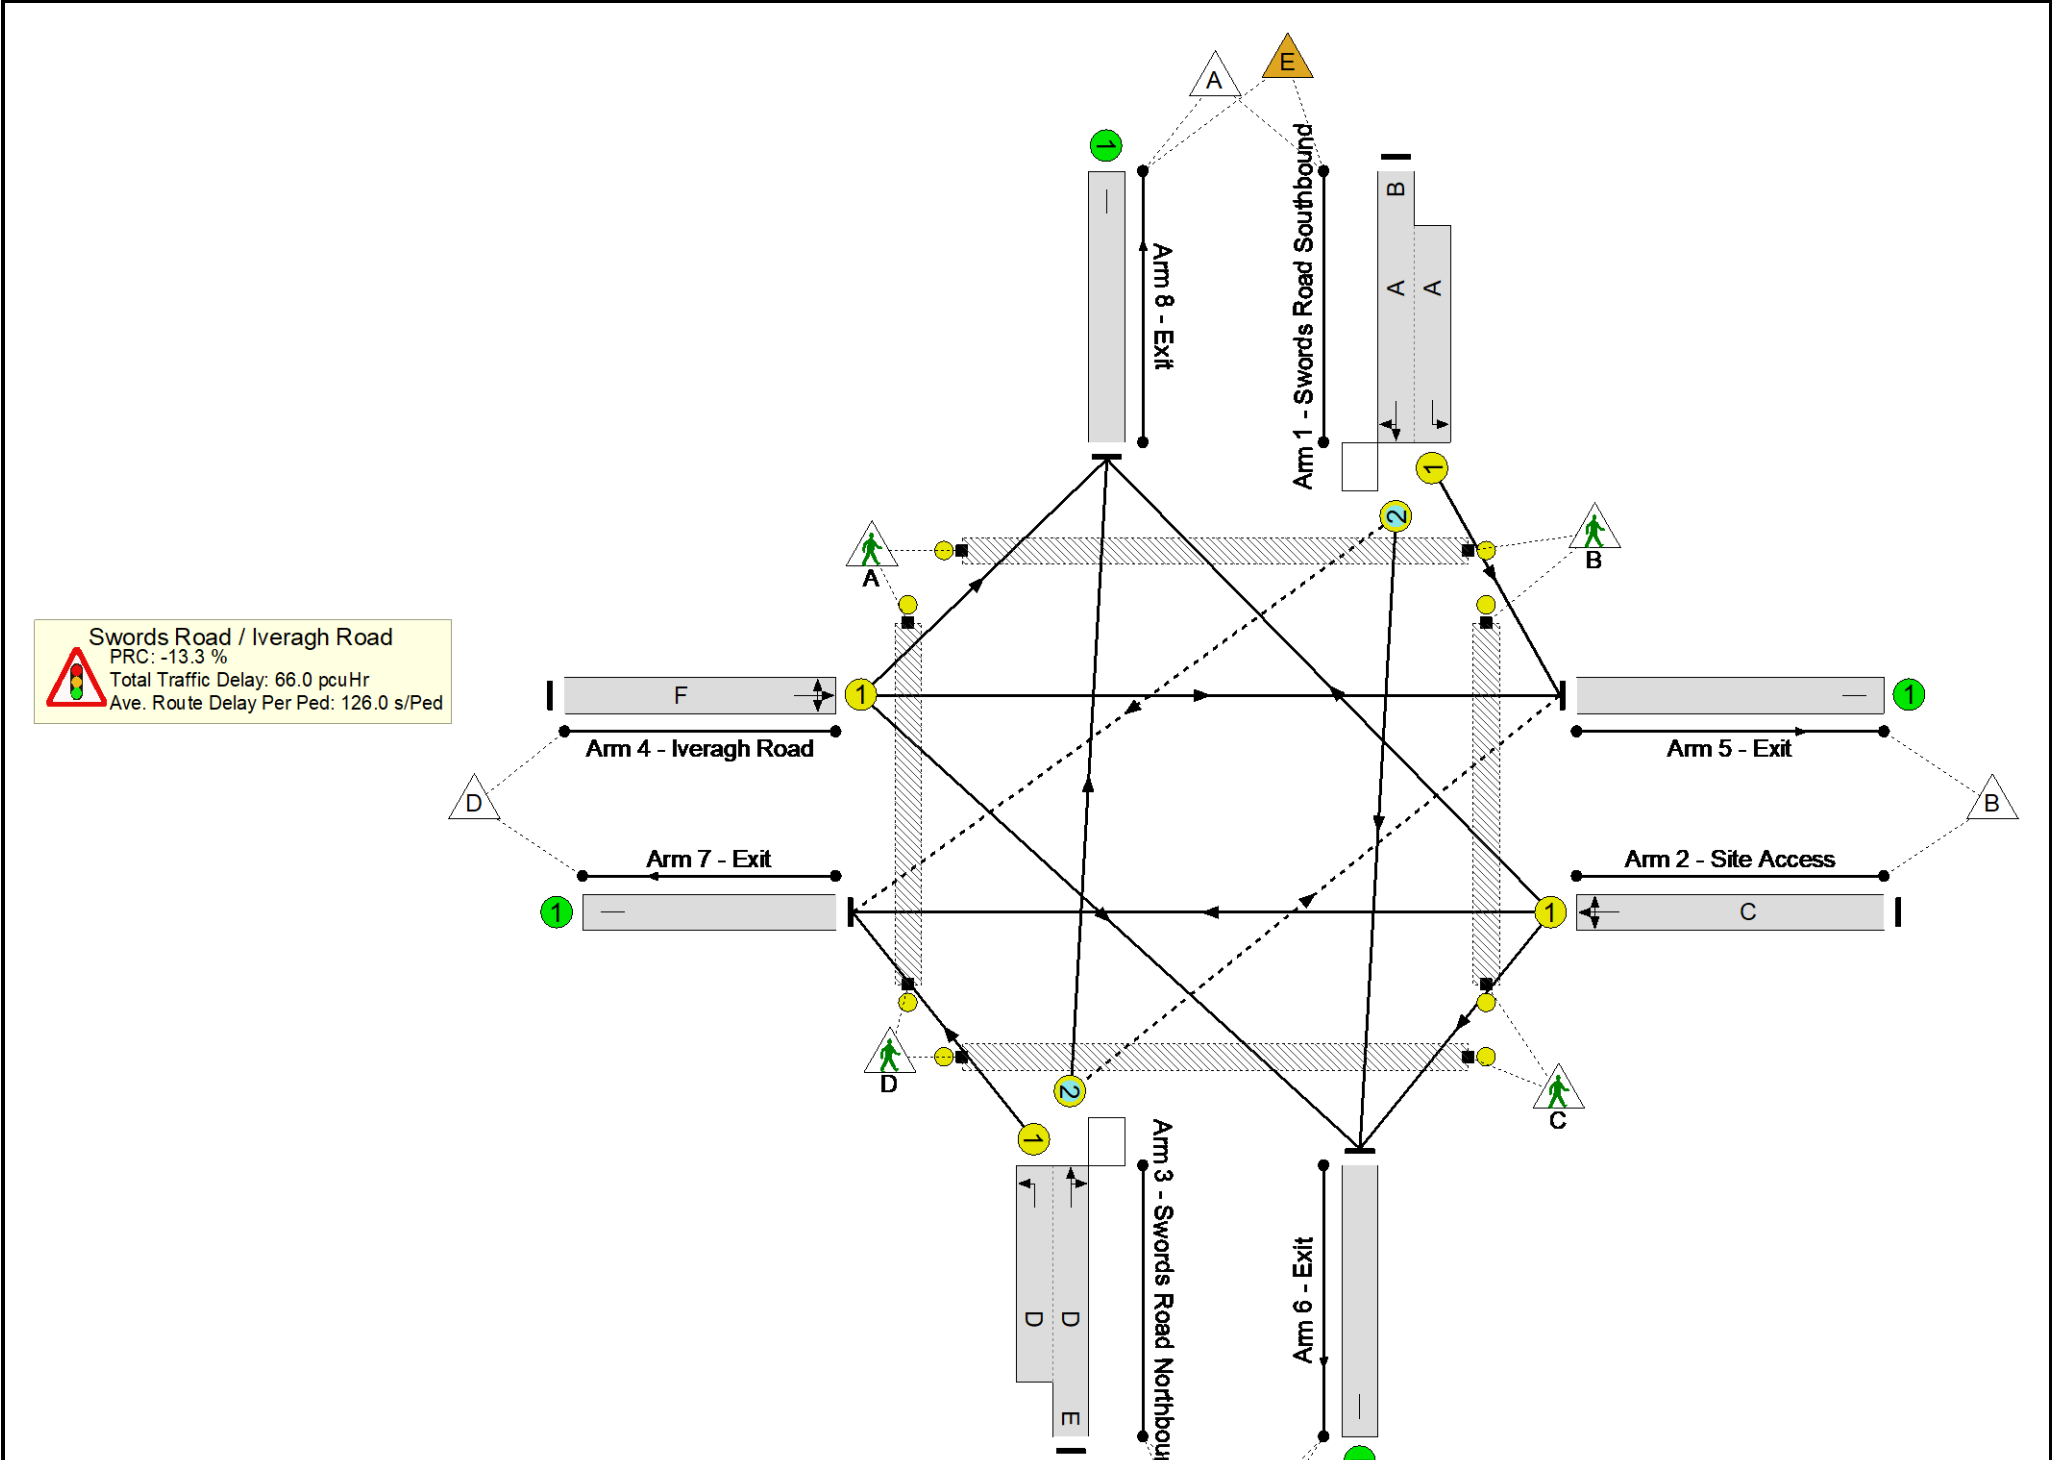 A
E
1
Arm 8 - Exit
Arm 1 - Swords Road Southbound
B
A
A
1
2
A
B
Swords Road / Iveragh Road
PRC: -13.3 %
Total Traffic Delay: 66.0 pcuHr
Ave. Route Delay Per Ped: 126.0 s/Ped
F
1
1
Arm 4 - Iveragh Road
Arm 5 - Exit
D
B
Arm 7 - Exit
Arm 2 - Site Access
1
1
C
D
2
C
1
Arm 3 - Swords Road Northbou
Arm 6 - Exit
D
D
E